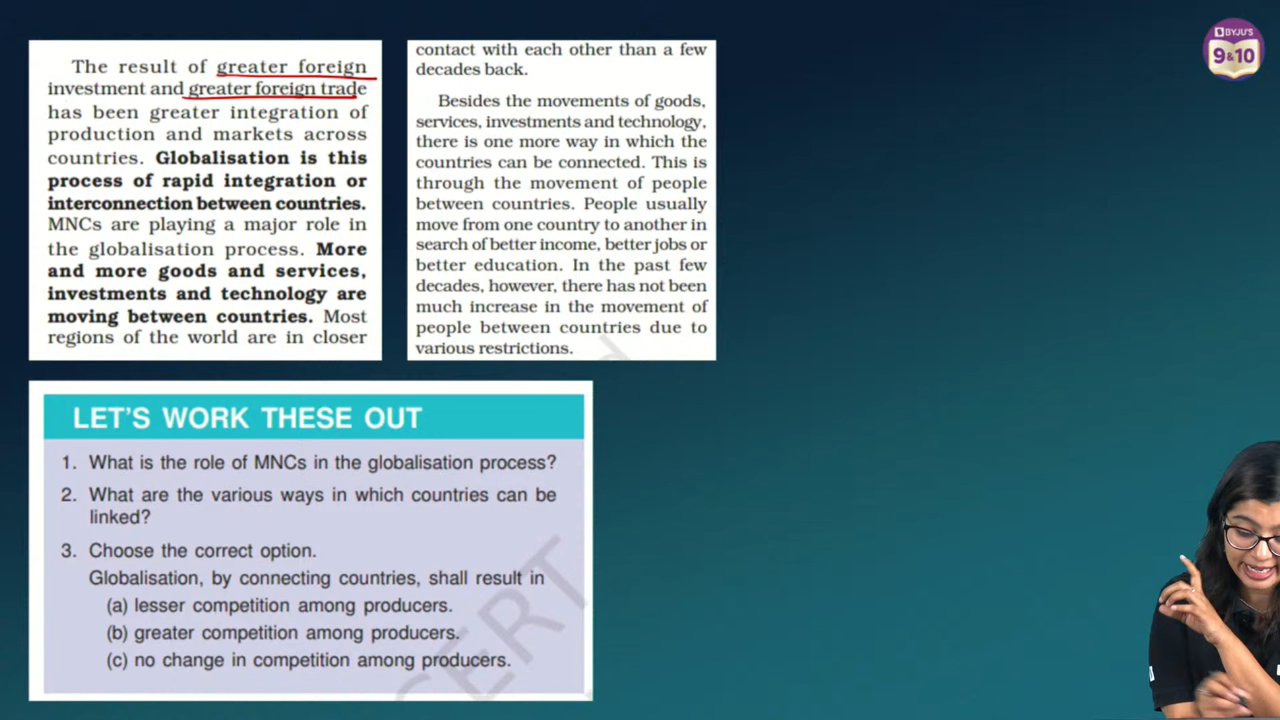 The result of greater foreign
investment and greater foreign trade
has been greater integration of
production and markets across
countries. Globalisation is this
process of rapid integration or
interconnection between countries.
MNCs are playing a major role in
the globalisation process. More
and more goods and services,
investments and technology are
moving between countries. Most
regions of the world are in closer
contact with each other than a few
decades back.
Besides the movements of goods,
services, investments and technology,
there is one more way in which the
countries can be connected. This is
through the movement of people
between countries. People usually
move from one country to another in
search of better income, better jobs or
better education. In the past few
decades, however, there has not been
much increase in the movement of
people between countries due to
various restrictions.
LET'S WORK THESE OUT
1. What is the role of MNCs in the globalisation process?
2. What are the various ways in which countries can be
linked?
3. Choose the correct option.
Globalisation, by connecting countries, shall result in
(a) lesser competition among producers.
(b) greater competition among producers.
(c) no change in competition among producers.
BYJU'S
9&10